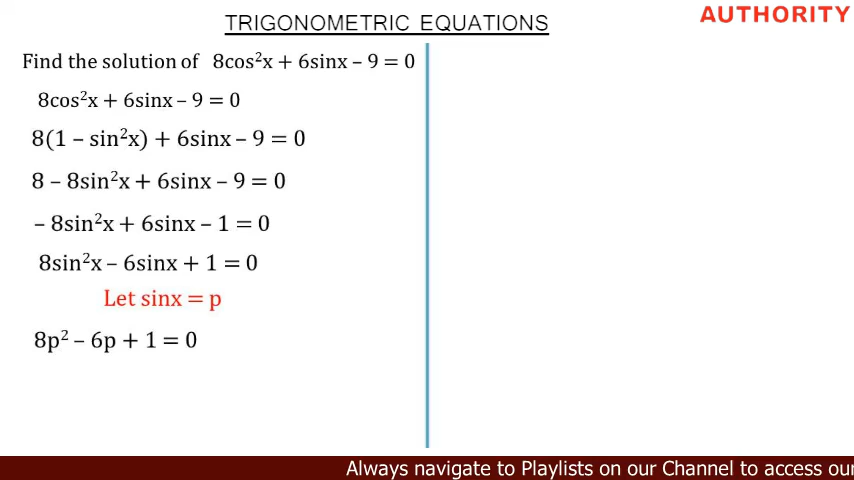 TRIGONOMETRIC EQUATIONS
AUTHORITY
Find the solution of 8cos²x + 6sinx – 9 = 0
8cos²x + 6sinx – 9 = 0
8(1 – sin²x) + 6sinx – 9 = 0
8 – 8sin²x + 6sinx – 9 = 0
– 8sin²x + 6sinx – 1 = 0
8sin²x – 6sinx + 1 = 0
Let sinx = p
8p² – 6p + 1 = 0
Always navigate to Playlists on our Channel to access our